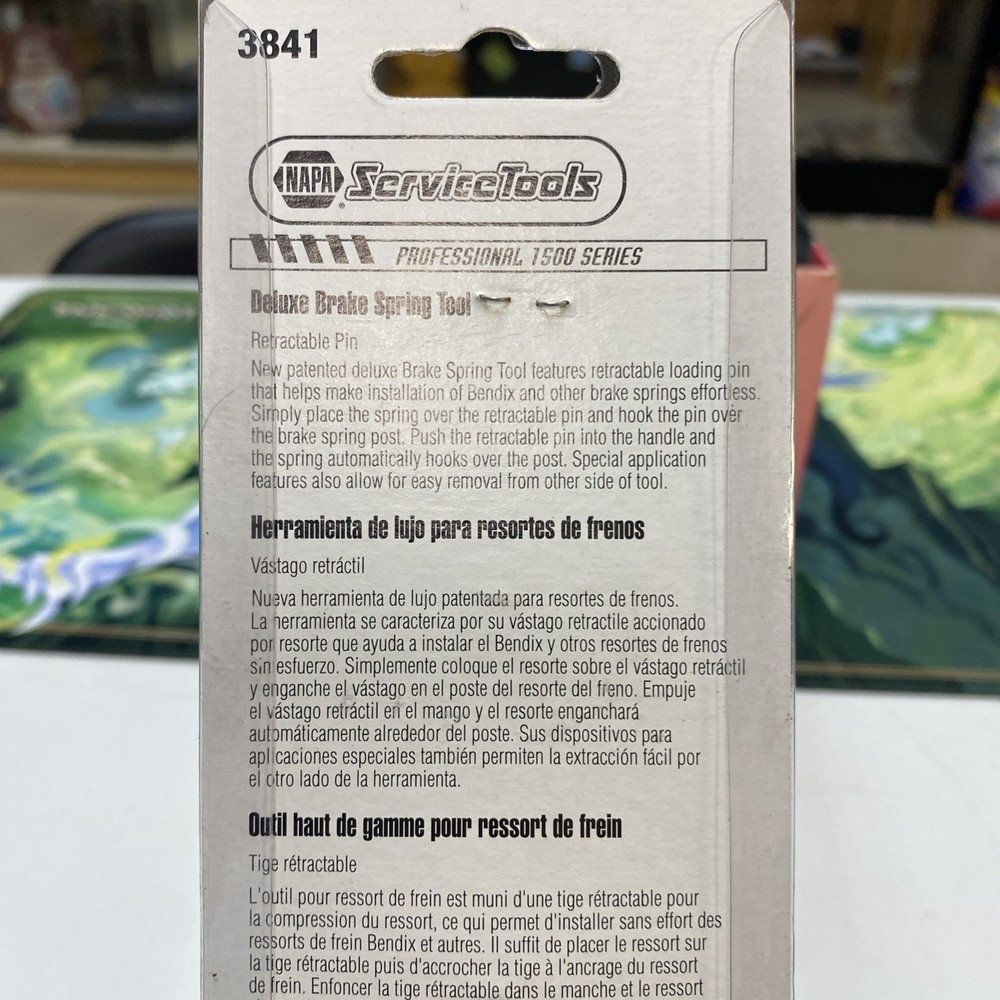 3841
NAPA ServiceTools
PROFESSIONAL 1500 SERIES
Deluxe Brake Spring Tool
Retractable Pin
New patented deluxe Brake Spring Tool features retractable loading pin
that helps make installation of Bendix and other brake springs effortless.
Simply place the spring over the retractable pin and hook the pin over
the brake spring post. Push the retractable pin into the handle and
the spring automatically hooks over the post. Special application
features also allow for easy removal from other side of tool.
Herramienta de lujo para resortes de frenos
Vástago retráctil
Nueva herramienta de lujo patentada para resortes de frenos.
La herramienta se caracteriza por su vástago retractile accionado
por resorte que ayuda a instalar el Bendix y otros resortes de frenos
sin esfuerzo. Simplemente coloque el resorte sobre el vástago retráctil
y enganche el vástago en el poste del resorte del freno. Empuje
el vástago retráctil en el mango y el resorte enganchará
automáticamente alrededor del poste. Sus dispositivos para
aplicaciones especiales también permiten la extracción fácil por
el otro lado de la herramienta.
Outil haut de gamme pour ressort de frein
Tige rétractable
L'outil pour ressort de frein est muni d'une tige rétractable pour
la compression du ressort, ce qui permet d'installer sans effort des
ressorts de frein Bendix et autres. Il suffit de placer le ressort sur
la tige rétractable puis d'accrocher la tige à l'ancrage du ressort
de frein. Enfoncer la tige rétractable dans le manche et le ressort